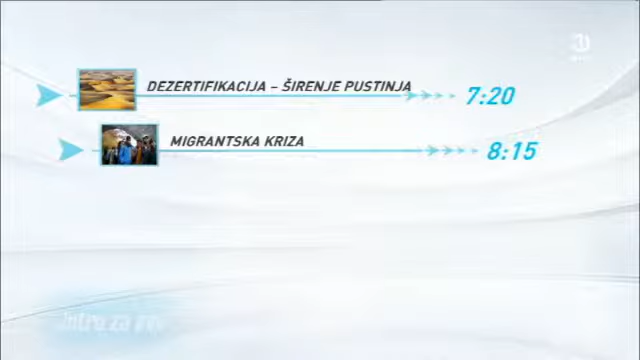 DEZERTIFIKACIJA – ŠIRENJE PUSTINJA
7:20
MIGRANTSKA KRIZA
8:15